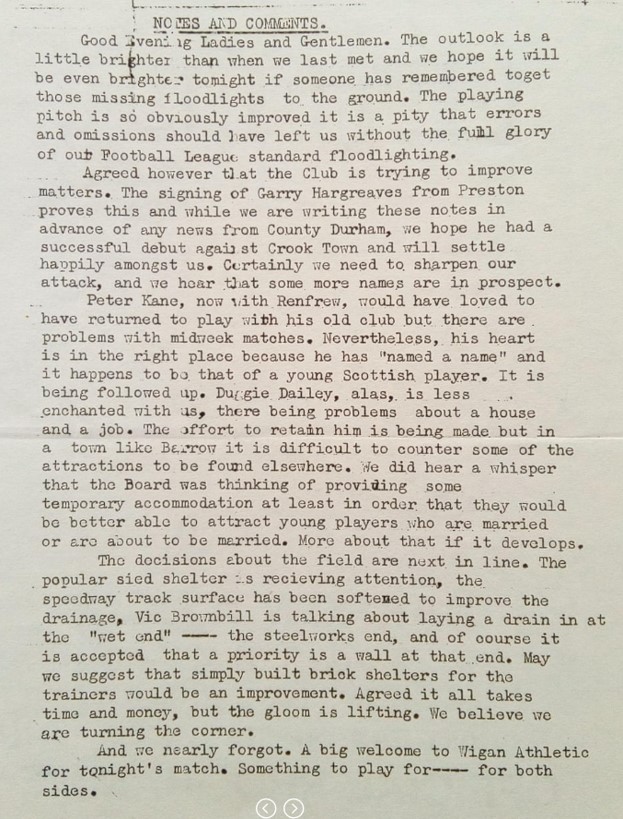 NOTES AND COMMENTS.
Good Evening Ladies and Gentlemen. The outlook is a
little brighter than when we last met and we hope it will
be even brighter tomight if someone has remembered toget
those missing floodlights to the ground. The playing
pitch is so obviously improved it is a pity that errors
and omissions should have left us without the full glory
of out Football League standard floodlighting.
Agreed however that the Club is trying to improve
matters. The signing of Garry Hargreaves from Preston
proves this and while we are writing these notes in
advance of any news from County Durham, we hope he had a
successful debut against Crook Town and will settle
happily amongst us. Certainly we need to sharpen our
attack, and we hear that some more names are in prospect.
Peter Kane, now with Renfrew, would have loved to
have returned to play with his old club but there are
problems with midweek matches. Nevertheless, his heart
is in the right place because he has "named a name" and
it happens to be that of a young Scottish player. It is
being followed up. Duggie Dailey, alas, is less
enchanted with us, there being problems about a house
and a job. The effort to retain him is being made but in
a town like Barrow it is difficult to counter some of the
attractions to be found elsewhere. We did hear a whisper
that the Board was thinking of providing some
temporary accommodation at least in order that they would
be better able to attract young players who are married
or are about to be married. More about that if it develops.
The decisions about the field are next in line. The
popular sied shelter is recieving attention, the
speedway track surface has been softened to improve the
drainage, Vic Brownbill is talking about laying a drain in at
the "wet end" ---- the steelworks end, and of course it
is accepted that a priority is a wall at that end. May
we suggest that simply built brick shelters for the
trainers would be an improvement. Agreed it all takes
time and money, but the gloom is lifting. We believe we
are turning the corner.
And we nearly forgot. A big welcome to Wigan Athletic
for tonight's match. Something to play for---- for both
sides.